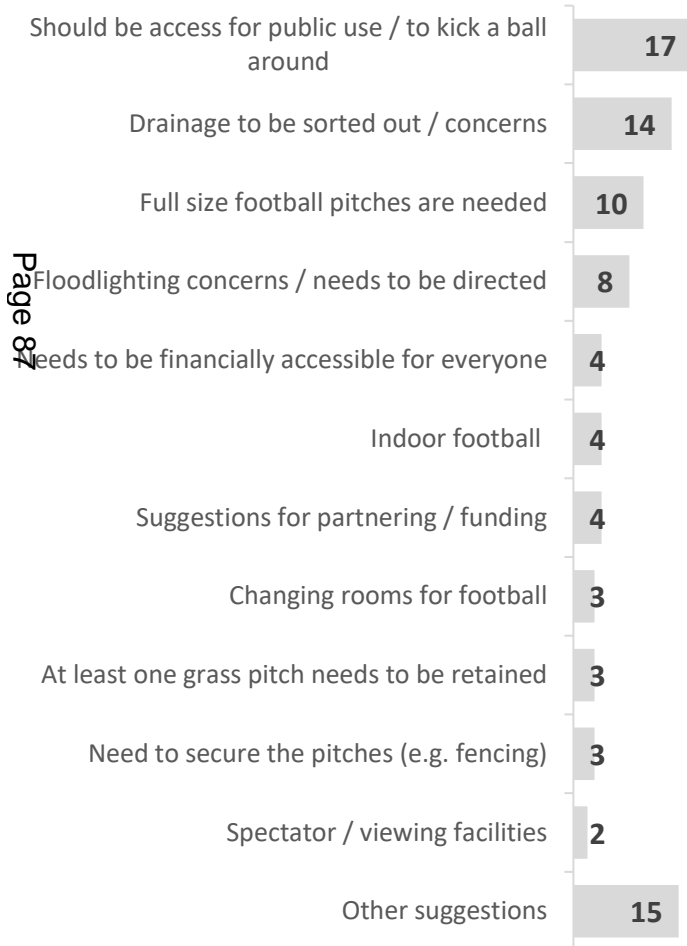 Should be access for public use / to kick a ball
around
17
Drainage to be sorted out / concerns
14
Full size football pitches are needed
10
Floodlighting concerns / needs to be directed
8
Needs to be financially accessible for everyone
4
Indoor football
4
Suggestions for partnering / funding
4
Changing rooms for football
3
At least one grass pitch needs to be retained
3
Need to secure the pitches (e.g. fencing)
3
Spectator / viewing facilities
2
Other suggestions
15
Page 87